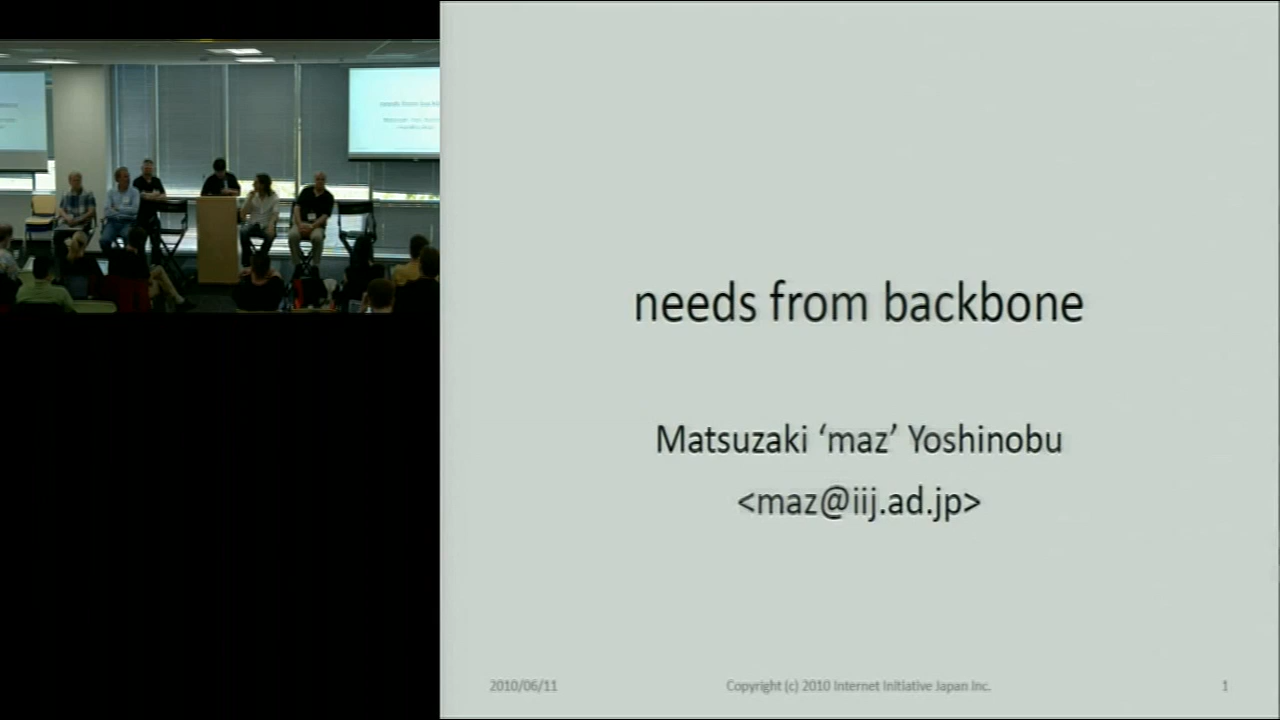 needs from backbone
Matsuzaki ‘maz’ Yoshinobu
<maz@iij.ad.jp>
2010/06/11
Copyright (c) 2010 Internet Initiative Japan Inc.
1